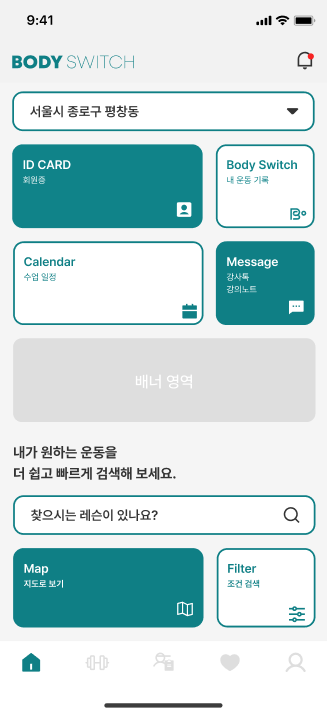 9:41
BODY SWITCH
서울시 종로구 평창동
ID CARD
회원증
Body Switch
내 운동 기록
Calendar
수업 일정
Message
강사톡
강의노트
배너 영역
내가 원하는 운동을
더 쉽고 빠르게 검색해 보세요.
찾으시는 레슨이 있나요?
Map
지도로 보기
Filter
조건 검색